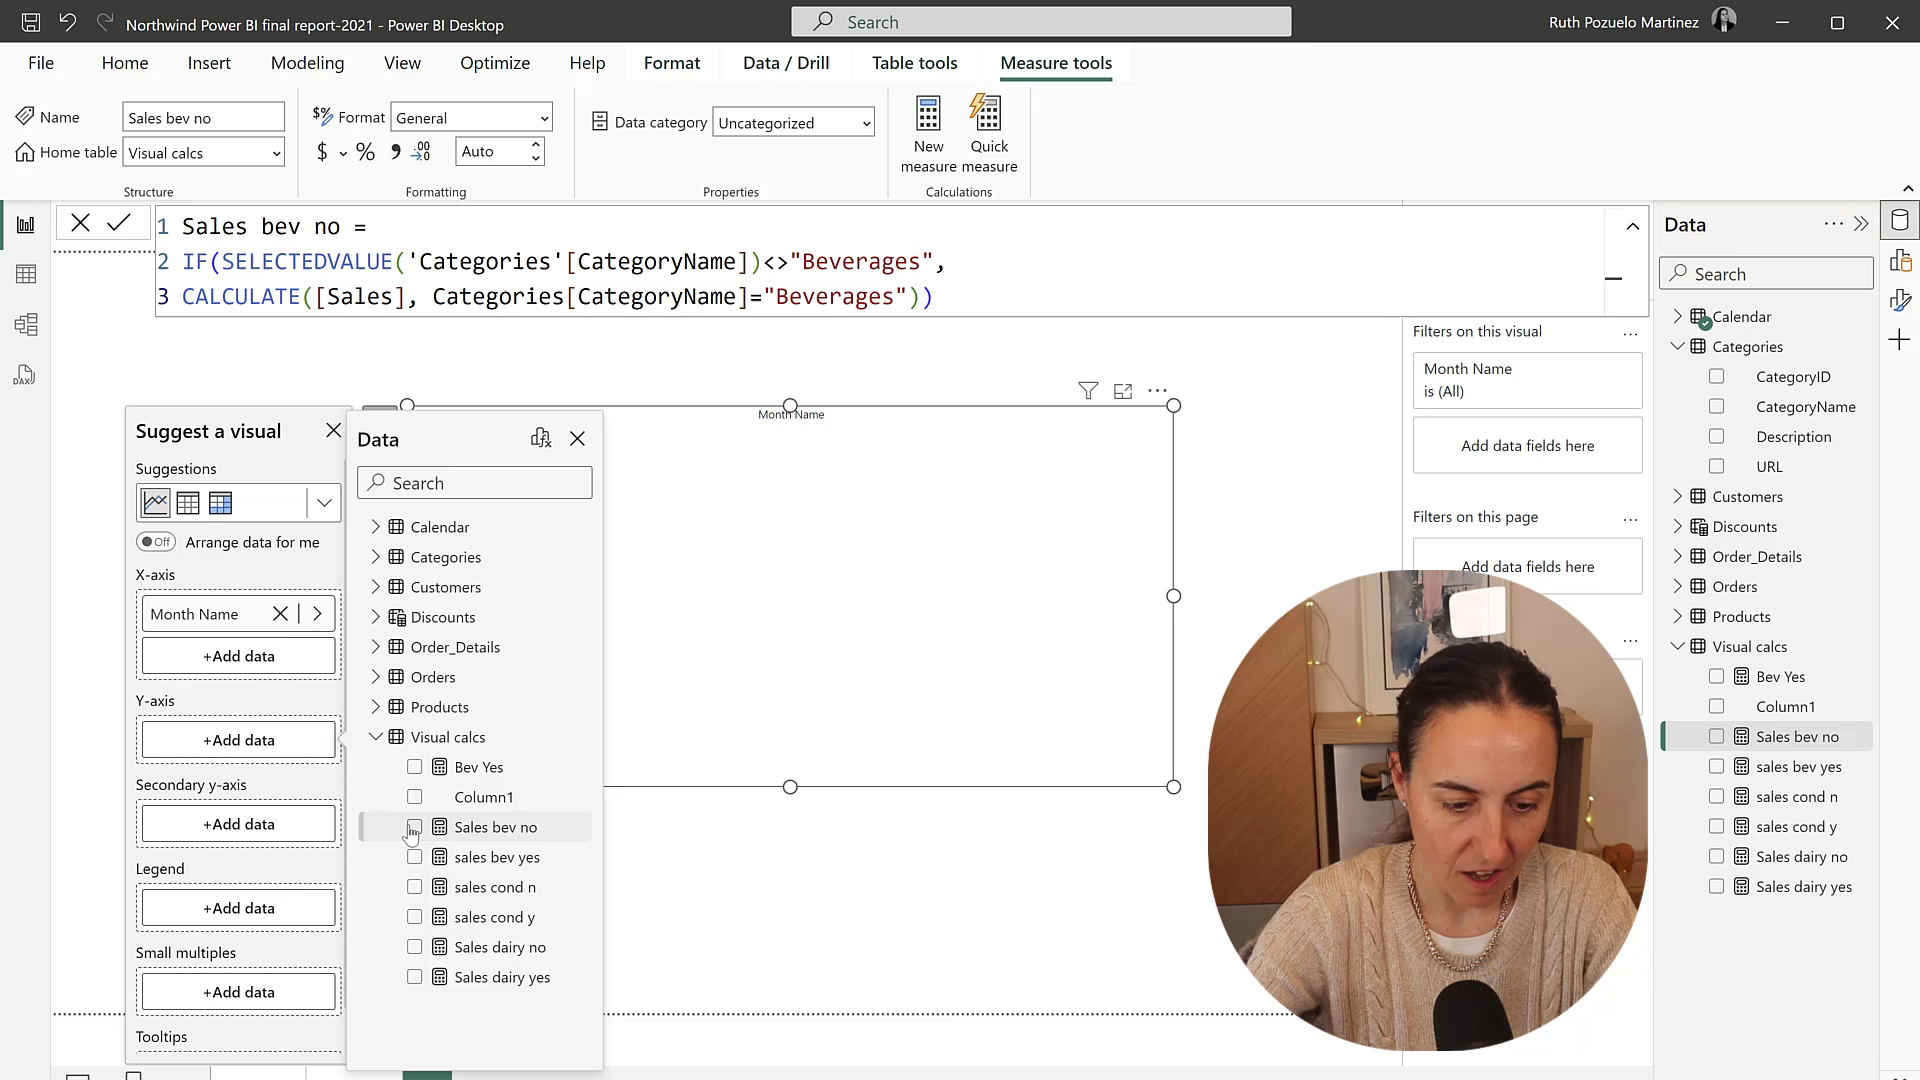 Northwind Power BI final report-2021 - Power BI Desktop
Search
Ruth Pozuelo Martinez
File
Home
Insert
Modeling
View
Optimize
Help
Format
Data / Drill
Table tools
Measure tools
Name
Sales bev no
Home table
Visual calcs
Structure
Format
General
$
%
,
.00
→.0
Auto
Formatting
Data category
Uncategorized
Properties
New
measure
Quick
measure
Calculations
1 Sales bev no =
2 IF(SELECTEDVALUE('Categories'[CategoryName])<>"Beverages",
3 CALCULATE([Sales], Categories[CategoryName]="Beverages"))
DAX
Suggest a visual
Suggestions
Off
Arrange data for me
X-axis
Month Name
+Add data
Y-axis
+Add data
Secondary y-axis
+Add data
Legend
+Add data
Small multiples
+Add data
Tooltips
Data
Search
Calendar
Categories
Customers
Discounts
Order_Details
Orders
Products
Visual calcs
Bev Yes
Column1
Sales bev no
sales bev yes
sales cond n
sales cond y
Sales dairy no
Sales dairy yes
Month Name
Filters on this visual
Month Name
is (All)
Add data fields here
Filters on this page
Add data fields here
Data
Search
Calendar
Categories
CategoryID
CategoryName
Description
URL
Customers
Discounts
Order_Details
Orders
Products
Visual calcs
Bev Yes
Column1
Sales bev no
sales bev yes
sales cond n
sales cond y
Sales dairy no
Sales dairy yes